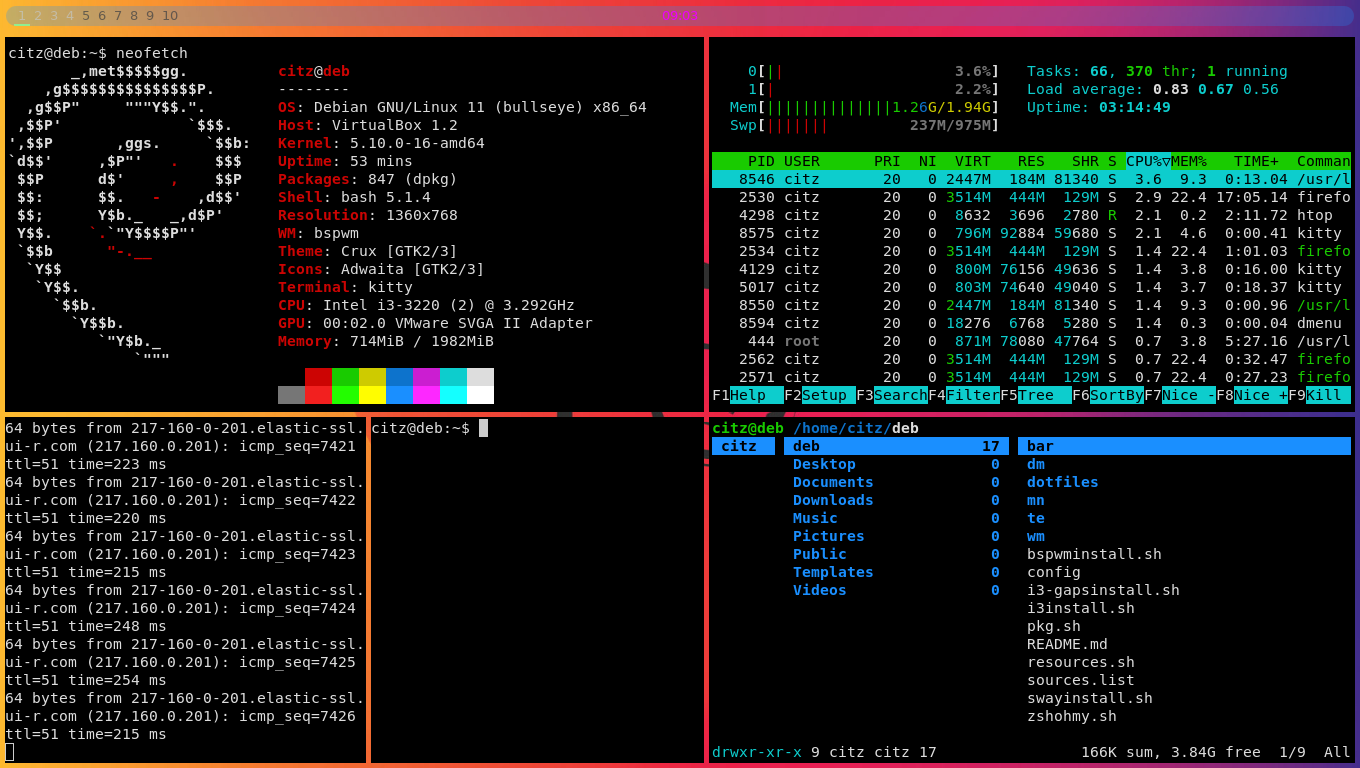 1 2 3 4 5 6 7 8 9 10
09:03
citz@deb:~$ neofetch
_,met$$$$$gg.
,g$$$$$$$$$$$$$$$P.
,g$$P"     """Y$$.".
,$$P'              `$$$.
',$$P       ,ggs.     `$$b:
`d$$'     ,$P"'   .    $$$
$$P      d$'     ,    $$P
$$:      $$.   -    ,d$$'
$$;      Y$b._   _,d$P'
Y$$.    `.`"Y$$$$P"'
`$$b      "-.__
`Y$$
`Y$$.
`$$b.
`Y$$b.
`"Y$b._
`"""
citz@deb
--------
OS: Debian GNU/Linux 11 (bullseye) x86_64
Host: VirtualBox 1.2
Kernel: 5.10.0-16-amd64
Uptime: 53 mins
Packages: 847 (dpkg)
Shell: bash 5.1.4
Resolution: 1360x768
WM: bspwm
Theme: Crux [GTK2/3]
Icons: Adwaita [GTK2/3]
Terminal: kitty
CPU: Intel i3-3220 (2) @ 3.292GHz
GPU: 00:02.0 VMware SVGA II Adapter
Memory: 714MiB / 1982MiB
0[|| 3.6%]
1[| 2.2%]
Mem[||||||||||||||1.26G/1.94G]
Swp[||||||| 237M/975M]
Tasks: 66, 370 thr; 1 running
Load average: 0.83 0.67 0.56
Uptime: 03:14:49
PID USER PRI NI VIRT RES SHR S CPU%▽MEM% TIME+ Comman
8546 citz 20 0 2447M 184M 81340 S 3.6 9.3 0:13.04 /usr/l
2530 citz 20 0 3514M 444M 129M S 2.9 22.4 17:05.14 firefo
4298 citz 20 0 8632 3696 2780 R 2.1 0.2 2:11.72 htop
8575 citz 20 0 796M 92884 59680 S 2.1 4.6 0:00.41 kitty
2534 citz 20 0 3514M 444M 129M S 1.4 22.4 1:01.03 firefo
4129 citz 20 0 800M 76156 49636 S 1.4 3.8 0:16.00 kitty
5017 citz 20 0 803M 74640 49040 S 1.4 3.7 0:18.37 kitty
8550 citz 20 0 2447M 184M 81340 S 1.4 9.3 0:00.96 /usr/l
8594 citz 20 0 18276 6768 5280 S 1.4 0.3 0:00.04 dmenu
444 root 20 0 871M 78080 47764 S 0.7 3.8 5:27.16 /usr/l
2562 citz 20 0 3514M 444M 129M S 0.7 22.4 0:32.47 firefo
2571 citz 20 0 3514M 444M 129M S 0.7 22.4 0:27.23 firefo
F1Help F2Setup F3SearchF4FilterF5Tree F6SortByF7Nice -F8Nice +F9Kill
64 bytes from 217-160-0-201.elastic-ssl.
ui-r.com (217.160.0.201): icmp_seq=7421
ttl=51 time=223 ms
64 bytes from 217-160-0-201.elastic-ssl.
ui-r.com (217.160.0.201): icmp_seq=7422
ttl=51 time=220 ms
64 bytes from 217-160-0-201.elastic-ssl.
ui-r.com (217.160.0.201): icmp_seq=7423
ttl=51 time=215 ms
64 bytes from 217-160-0-201.elastic-ssl.
ui-r.com (217.160.0.201): icmp_seq=7424
ttl=51 time=248 ms
64 bytes from 217-160-0-201.elastic-ssl.
ui-r.com (217.160.0.201): icmp_seq=7425
ttl=51 time=254 ms
64 bytes from 217-160-0-201.elastic-ssl.
ui-r.com (217.160.0.201): icmp_seq=7426
ttl=51 time=215 ms
citz@deb:~$
citz@deb /home/citz/deb
citz
deb 17
Desktop 0
Documents 0
Downloads 0
Music 0
Pictures 0
Public 0
Templates 0
Videos 0
bar
dm
dotfiles
mn
te
wm
bspwminstall.sh
config
i3-gapsinstall.sh
i3install.sh
pkg.sh
README.md
resources.sh
sources.list
swayinstall.sh
zshohmy.sh
drwxr-xr-x 9 citz citz 17 166K sum, 3.84G free 1/9 All